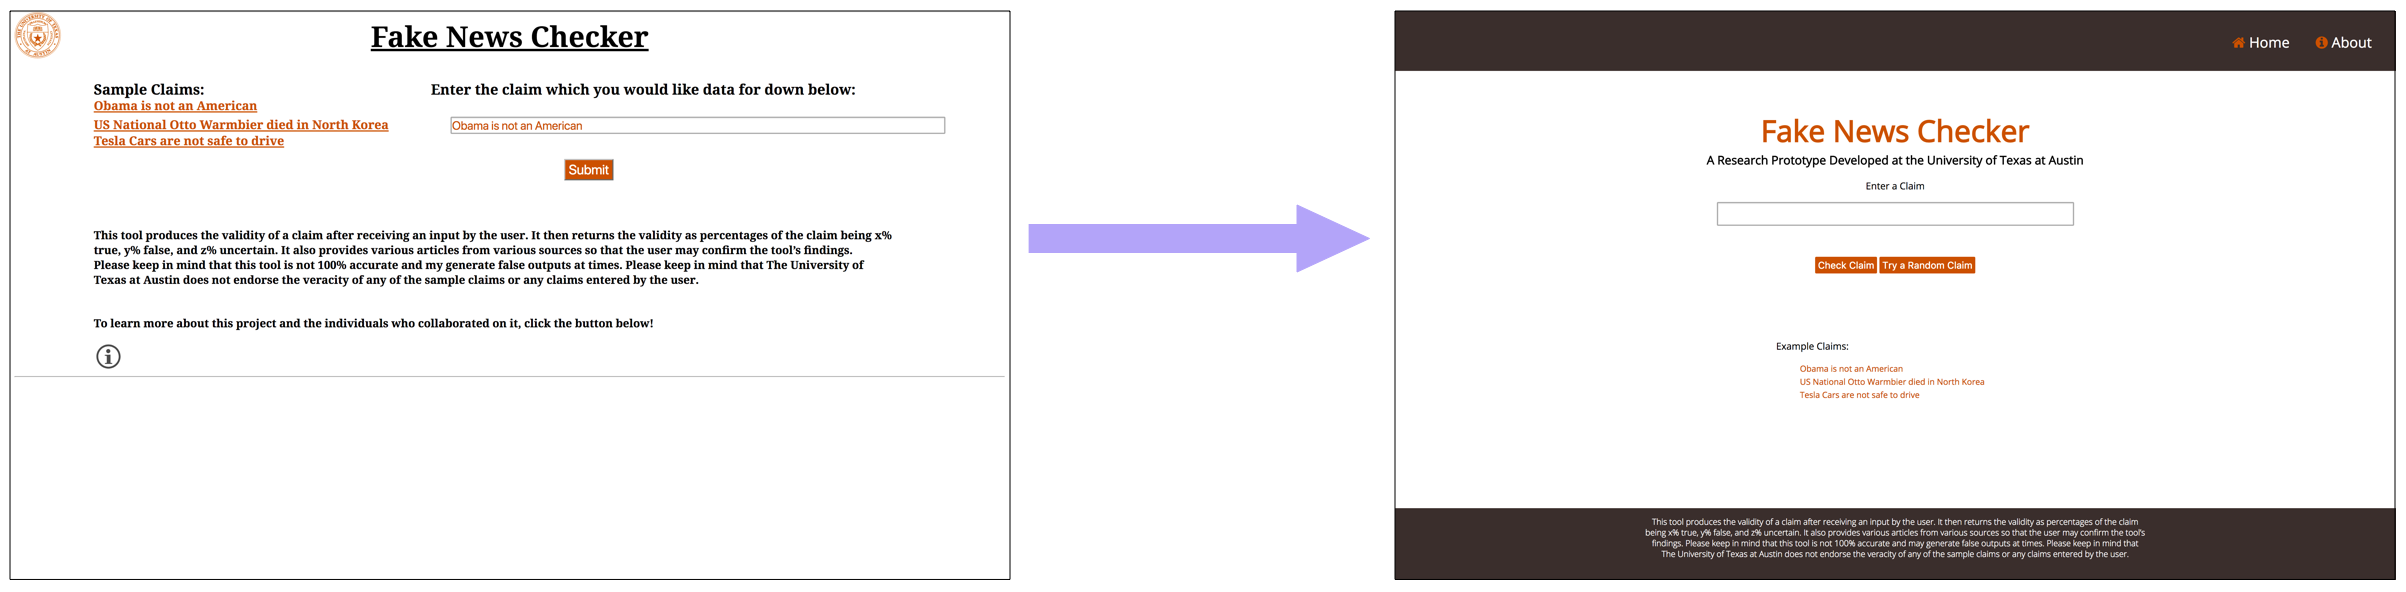 THE UNIVERSITY OF TEXAS
AT AUSTIN
Fake News Checker
Sample Claims:
Obama is not an American
US National Otto Warmbier died in North Korea
Tesla Cars are not safe to drive
Enter the claim which you would like data for down below:
Obama is not an American
Submit
This tool produces the validity of a claim after receiving an input by the user. It then returns the validity as percentages of the claim being x%
true, y% false, and z% uncertain. It also provides various articles from various sources so that the user may confirm the tool's findings.
Please keep in mind that this tool is not 100% accurate and my generate false outputs at times. Please keep in mind that The University of
Texas at Austin does not endorse the veracity of any of the sample claims or any claims entered by the user.
To learn more about this project and the individuals who collaborated on it, click the button below!
Home
About
Fake News Checker
A Research Prototype Developed at the University of Texas at Austin
Enter a Claim
Check Claim
Try a Random Claim
Example Claims:
Obama is not an American
US National Otto Warmbier died in North Korea
Tesla Cars are not safe to drive
This tool produces the validity of a claim after receiving an input by the user. It then returns the validity as percentages of the claim
being x% true, y% false, and z% uncertain. It also provides various articles from various sources so that the user may confirm the tool's
findings. Please keep in mind that this tool is not 100% accurate and may generate false outputs at times. Please keep in mind that
The University of Texas at Austin does not endorse the veracity of any of the sample claims or any claims entered by the user.